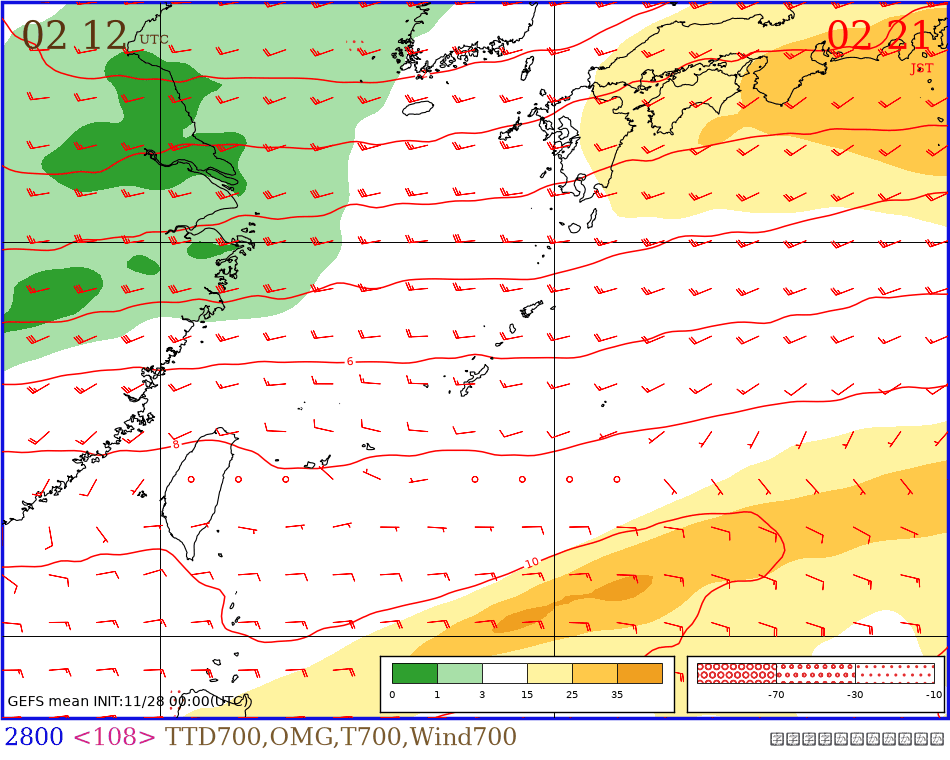 02 12 UTC
02 21
JST
6
8
10
0 1 3 15 25 35
-70 -30 -10
GEFS mean INIT:11/28 00:00(UTC)
2800 <108> TTD700,OMG,T700,Wind700